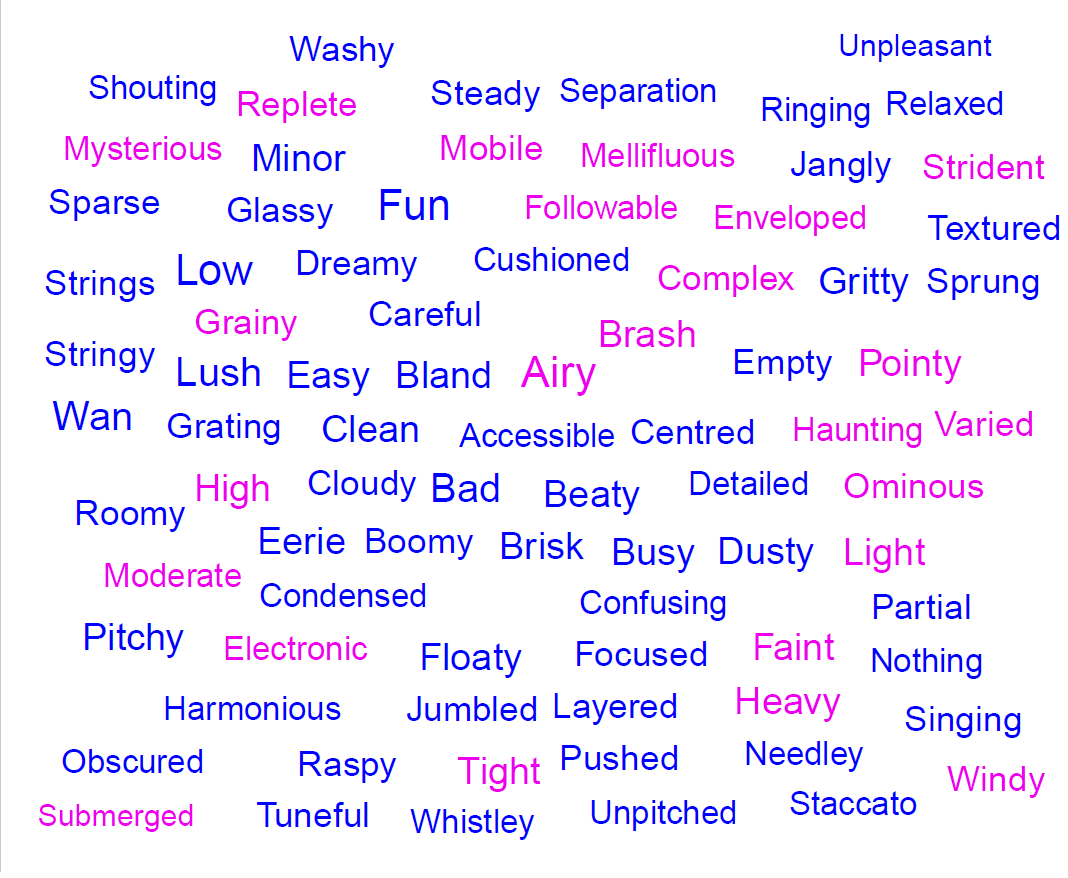 Washy Unpleasant
Shouting Replete Steady Separation Ringing Relaxed
Mysterious Minor Mobile Mellifluous Jangly Strident
Sparse Glassy Fun Followable Enveloped Textured
Strings Low Dreamy Cushioned Complex Gritty Sprung
Grainy Careful Brash
Stringy Lush Easy Bland Airy Empty Pointy
Wan Grating Clean Accessible Centred Haunting Varied
High Cloudy Bad Beaty Detailed Ominous
Roomy Eerie Boomy Brisk Busy Dusty Light
Moderate Condensed Confusing Partial
Pitchy Electronic Floaty Focused Faint Nothing
Harmonious Jumbled Layered Heavy Singing
Obscured Raspy Tight Pushed Needley Windy
Submerged Tuneful Whistley Unpitched Staccato